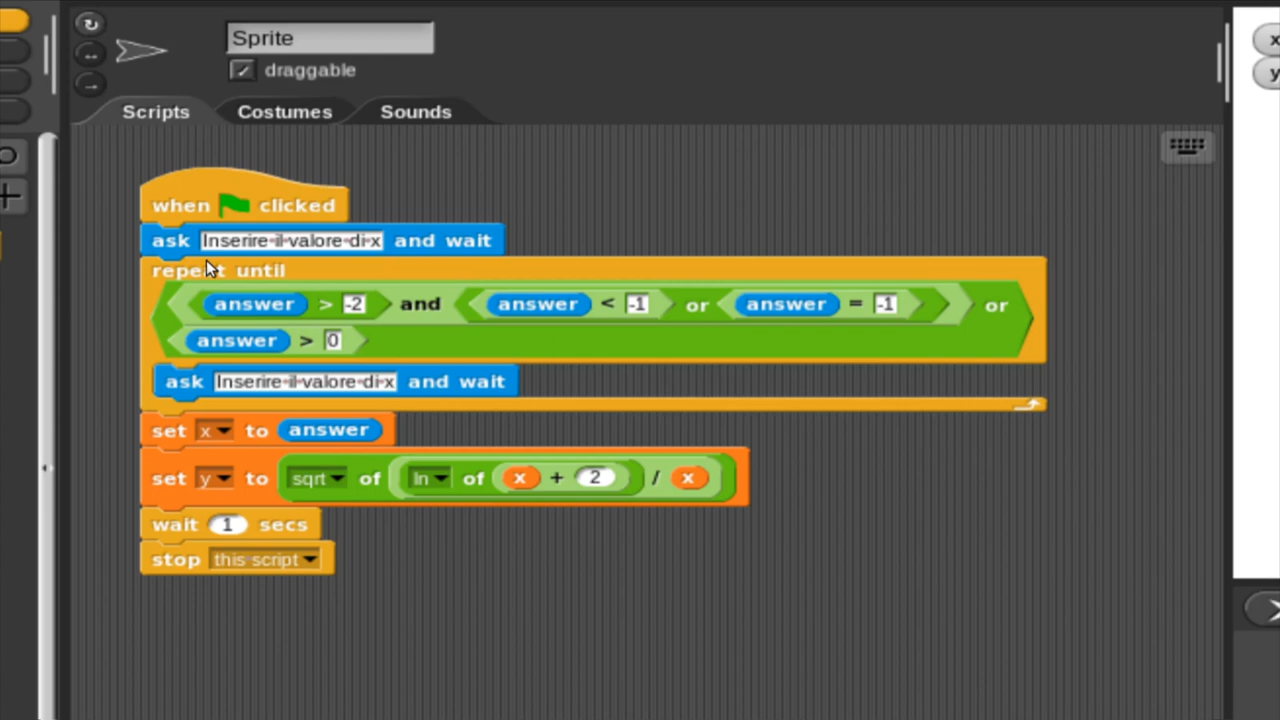 Sprite
draggable
Scripts Costumes Sounds
when clicked
ask Inserire il valore di x and wait
repeat until
answer > -2 and answer < -1 or answer = -1 or
answer > 0
ask Inserire il valore di x and wait
set x to answer
set y to sqrt of ln of x + 2 / x
wait 1 secs
stop this script
x
y